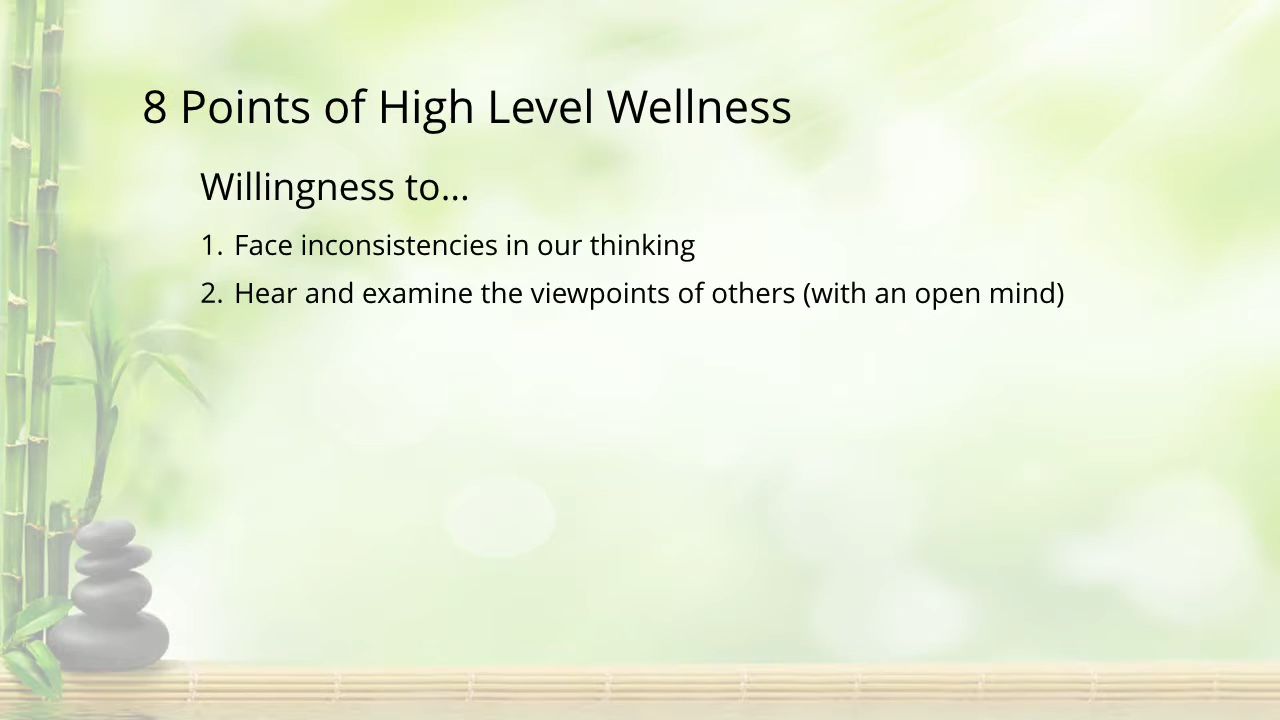 8 Points of High Level Wellness
Willingness to...
1. Face inconsistencies in our thinking
2. Hear and examine the viewpoints of others (with an open mind)